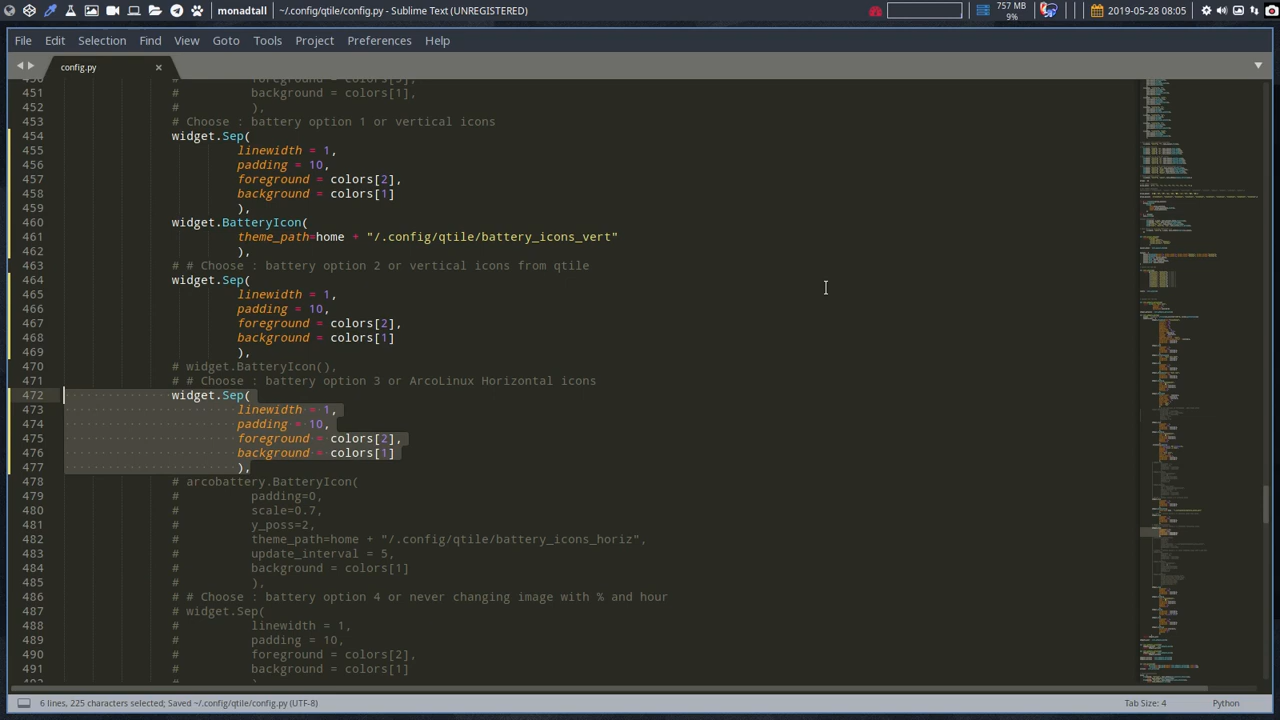 monadtall
~/.config/qtile/config.py - Sublime Text (UNREGISTERED)
757 MB
9%
2019-05-28 08:05
File Edit Selection Find View Goto Tools Project Preferences Help
config.py ×
450 # foreground = colors[5],
451 # background = colors[1],
452 # ),
453 # Choose : battery option 1 or vertical icons
454 widget.Sep(
455 linewidth = 1,
456 padding = 10,
457 foreground = colors[2],
458 background = colors[1]
459 ),
460 widget.BatteryIcon(
461 theme_path=home + "/.config/qtile/battery_icons_vert"
462 ),
463 # # Choose : battery option 2 or vertical icons from qtile
464 widget.Sep(
465 linewidth = 1,
466 padding = 10,
467 foreground = colors[2],
468 background = colors[1]
469 ),
470 # widget.BatteryIcon(),
471 # # Choose : battery option 3 or ArcoLinux Horizontal icons
472 widget.Sep(
473 linewidth = 1,
474 padding = 10,
475 foreground = colors[2],
476 background = colors[1]
477 ),
478 # arcobattery.BatteryIcon(
479 # padding=0,
480 # scale=0.7,
481 # y_poss=2,
482 # theme_path=home + "/.config/qtile/battery_icons_horiz",
483 # update_interval = 5,
484 # background = colors[1]
485 # ),
486 # # Choose : battery option 4 or never changing image with % and hour
487 # widget.Sep(
488 # linewidth = 1,
489 # padding = 10,
490 # foreground = colors[2],
491 # background = colors[1]
6 lines, 225 characters selected; Saved ~/.config/qtile/config.py (UTF-8)
Tab Size: 4
Python